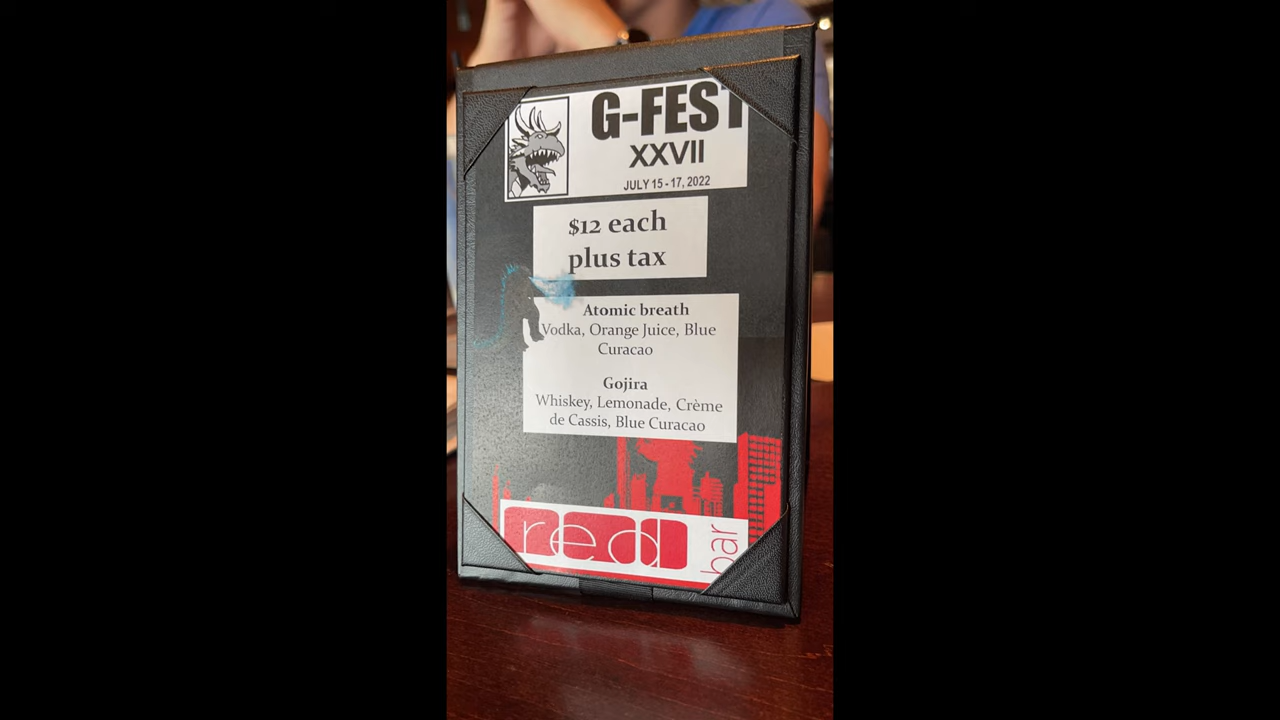 G-FEST
XXVII
JULY 15 - 17, 2022
$12 each
plus tax
Atomic breath
Vodka, Orange Juice, Blue
Curacao
Gojira
Whiskey, Lemonade, Crème
de Cassis, Blue Curacao
red bar